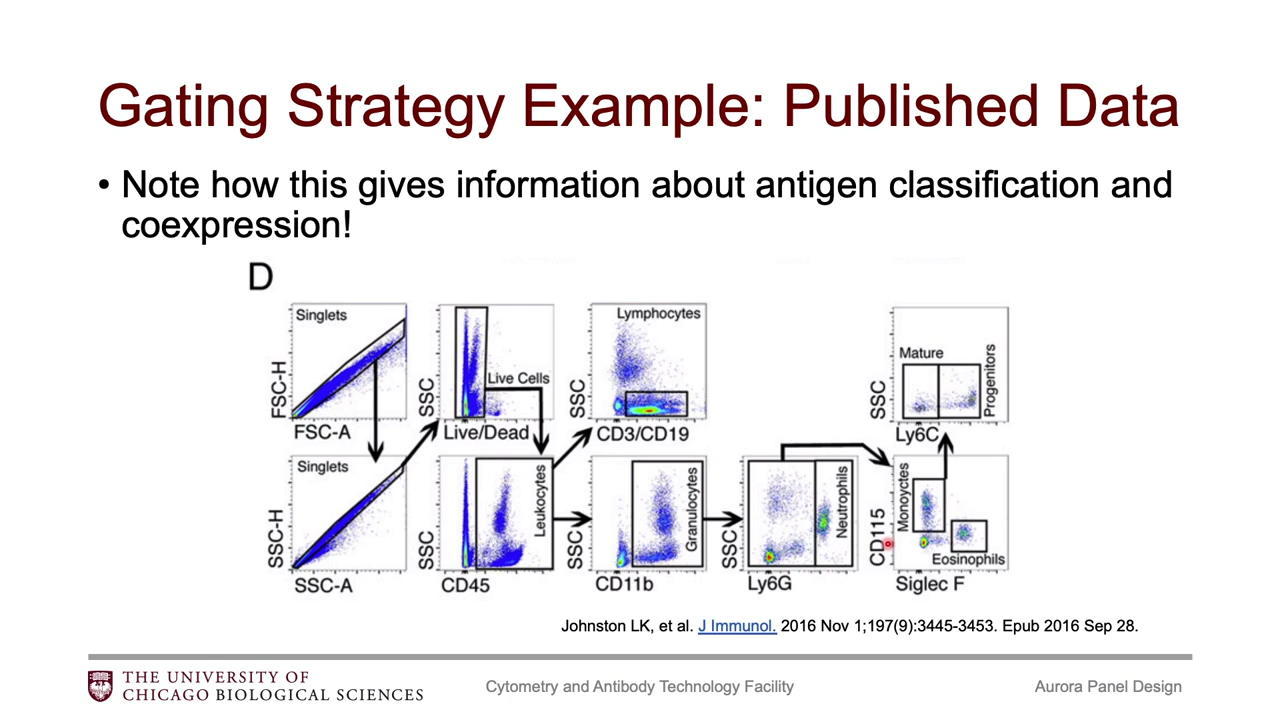 Gating Strategy Example: Published Data
• Note how this gives information about antigen classification and
coexpression!
D
Singlets
FSC-H
FSC-A
SSC
Live Cells
Live/Dead
Lymphocytes
SSC
CD3/CD19
Mature
Progenitors
SSC
Ly6C
Singlets
SSC-H
SSC-A
Leukocytes
SSC
CD45
Granulocytes
SSC
CD11b
Neutrophils
SSC
Ly6G
Monoyctes
CD115
Eosinophils
Siglec F
Johnston LK, et al. J Immunol. 2016 Nov 1;197(9):3445-3453. Epub 2016 Sep 28.
THE UNIVERSITY OF
CHICAGO BIOLOGICAL SCIENCES
Cytometry and Antibody Technology Facility
Aurora Panel Design